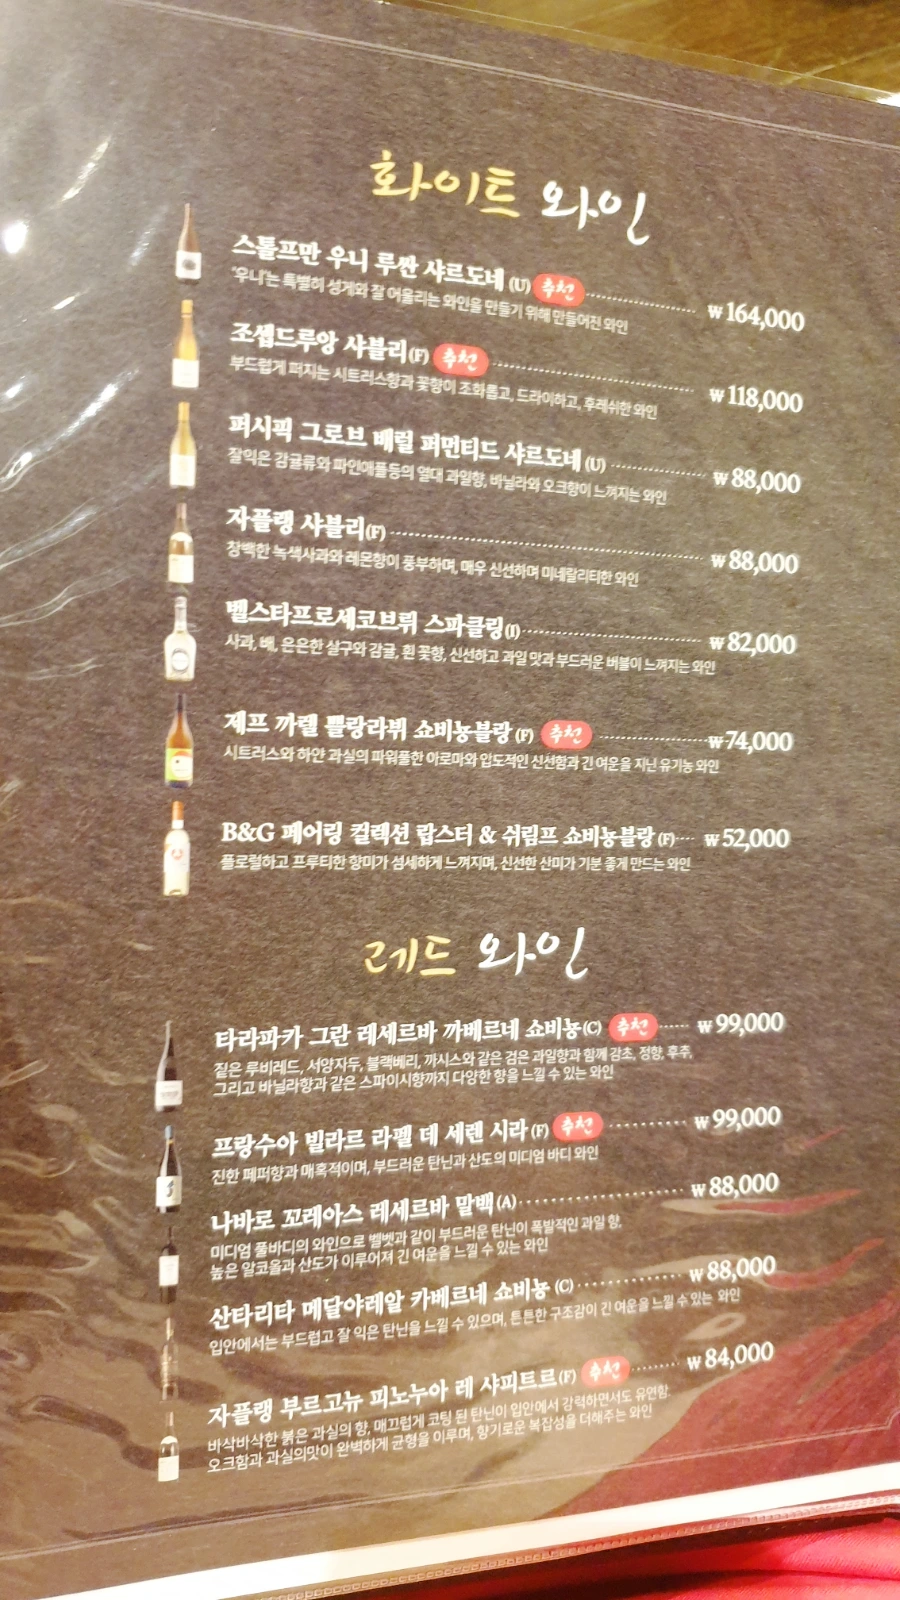 화이트 와인
스톨프만 우니 루싼 샤르도네 (U) 추천 ₩164,000
'우니'는 특별히 성게와 잘 어울리는 와인을 만들기 위해 만들어진 와인
조셉드루앙 샤블리(F) 추천 ₩118,000
부드럽게 퍼지는 시트러스향과 꽃향이 조화롭고, 드라이하고, 후레쉬한 와인
퍼시픽 그로브 배럴 퍼먼티드 샤르도네 (U) ₩88,000
잘익은 감귤류와 파인애플등의 열대 과일향, 바닐라와 오크향이 느껴지는 와인
자플랭 샤블리(F) ₩88,000
창백한 녹색사과와 레몬향이 풍부하며, 매우 신선하며 미네랄리티한 와인
벨스타프로세코브뤼 스파클링(I) ₩82,000
사과, 배, 은은한 살구와 감귤, 흰 꽃향, 신선하고 과일 맛과 부드러운 버블이 느껴지는 와인
제프 까렐 쁠랑라뷔 쇼비뇽블랑 (F) 추천 ₩74,000
시트러스와 하얀 과실의 파워풀한 아로마와 압도적인 신선함과 긴 여운을 지닌 유기농 와인
B&G 페어링 컬렉션 랍스터 & 쉬림프 쇼비뇽블랑 (F) ₩52,000
플로럴하고 프루티한 향미가 섬세하게 느껴지며, 신선한 산미가 기분 좋게 만드는 와인
레드 와인
타라파카 그란 레세르바 까베르네 쇼비뇽(C) 추천 ₩99,000
짙은 루비레드, 서양자두, 블랙베리, 까시스와 같은 검은 과일향과 함께 감초, 정향, 후추,
그리고 바닐라향과 같은 스파이시향까지 다양한 향을 느낄 수 있는 와인
프랑수아 빌라르 라펠 데 세렌 시라 (F) 추천 ₩99,000
진한 페퍼향과 매혹적이며, 부드러운 탄닌과 산도의 미디엄 바디 와인
나바로 꼬레아스 레세르바 말백 (A) ₩88,000
미디엄 풀바디의 와인으로 벨벳과 같이 부드러운 탄닌이 폭발적인 과일 향,
높은 알코올과 산도가 이루어져 긴 여운을 느낄 수 있는 와인
산타리타 메달야레알 카베르네 쇼비뇽 (C) ₩88,000
입안에서는 부드럽고 잘 익은 탄닌을 느낄 수 있으며, 튼튼한 구조감이 긴 여운을 느낄 수 있는 와인
자플랭 부르고뉴 피노누아 레 샤피트르(F) 추천 ₩84,000
바삭바삭한 붉은 과실의 향, 매끄럽게 코팅 된 탄닌이 입안에서 강력하면서도 유연함.
오크함과 과실의맛이 완벽하게 균형을 이루며, 향기로운 복잡성을 더해주는 와인